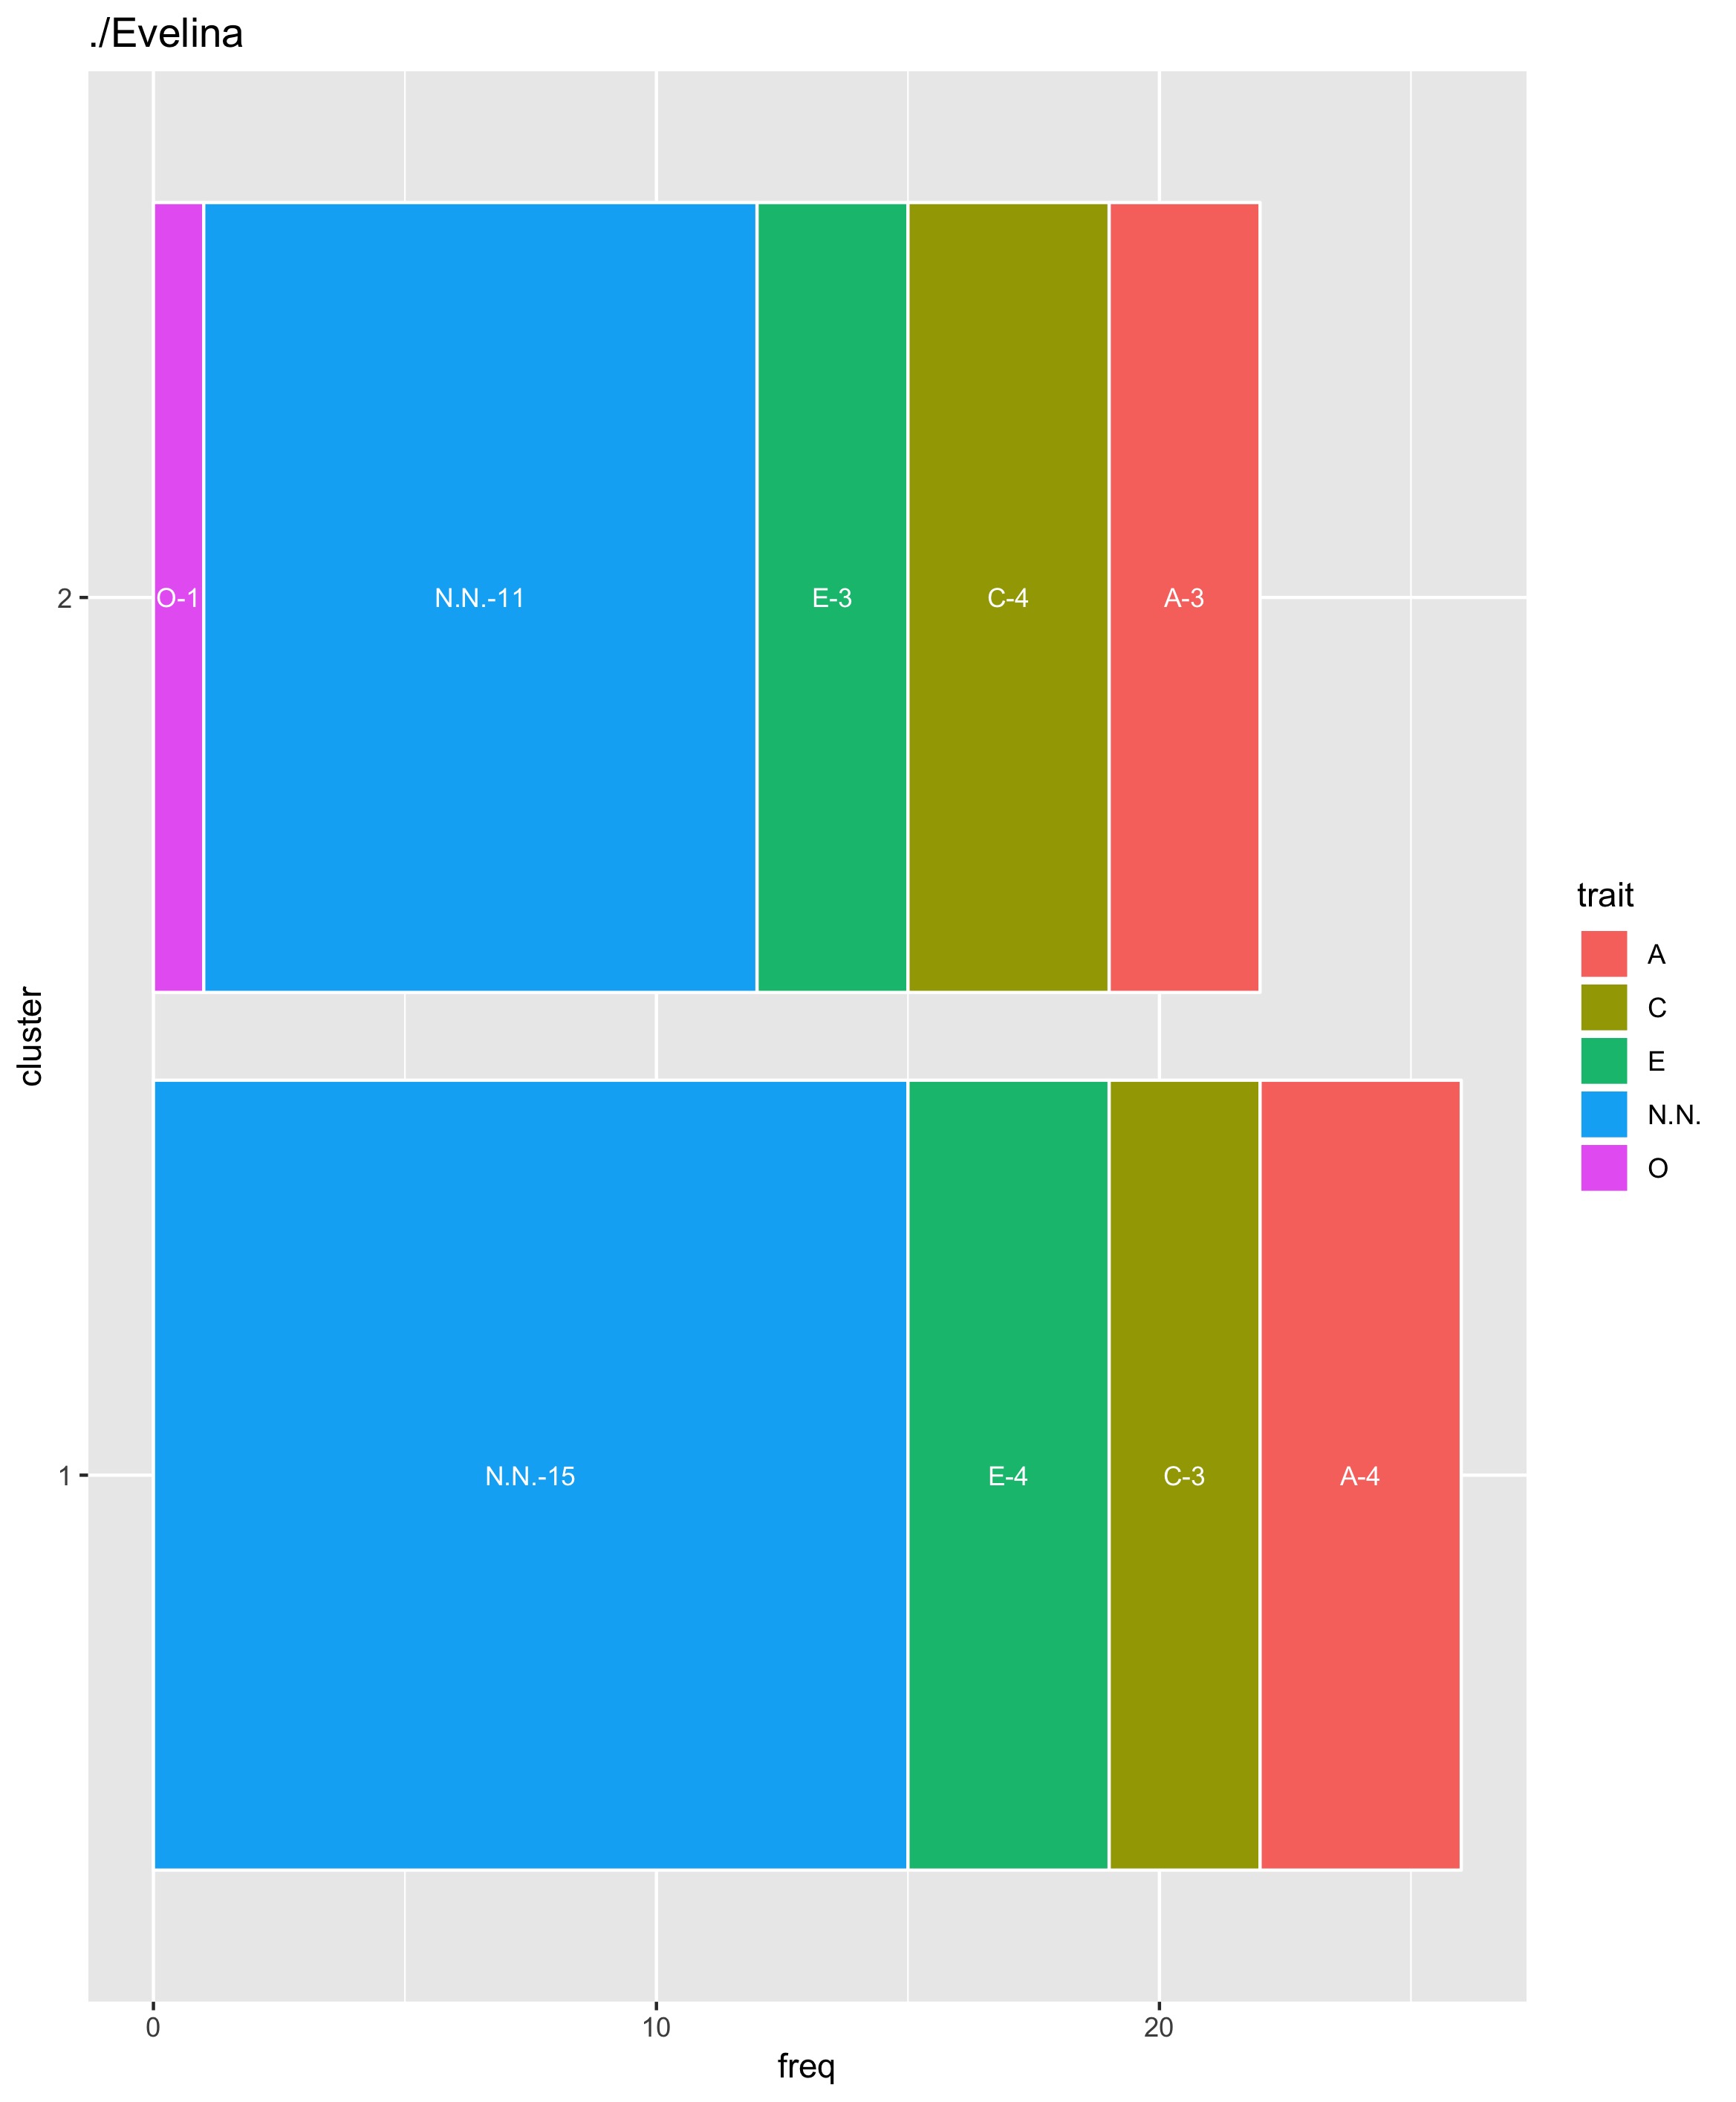 ./Evelina
cluster
2
O-1 N.N.-11 E-3 C-4 A-3
1
N.N.-15 E-4 C-3 A-4
0 10 20
freq
trait
A
C
E
N.N.
O